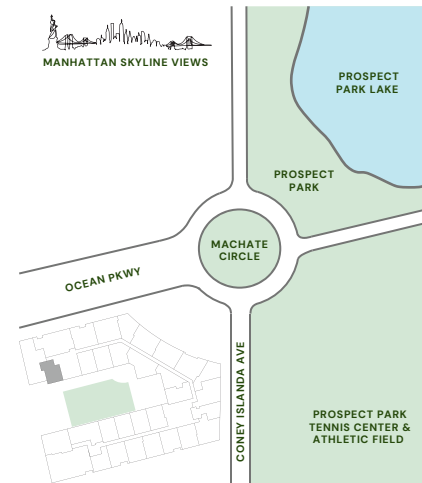 MANHATTAN SKYLINE VIEWS
PROSPECT
PARK LAKE
PROSPECT
PARK
MACHATE
CIRCLE
OCEAN PKWY
CONEY ISLANDA AVE
PROSPECT PARK
TENNIS CENTER &
ATHLETIC FIELD